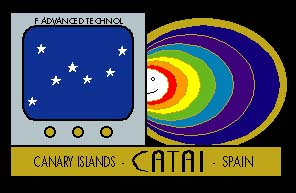 F ADVANCED TECHNOL
CANARY ISLANDS · CATAI · SPAIN